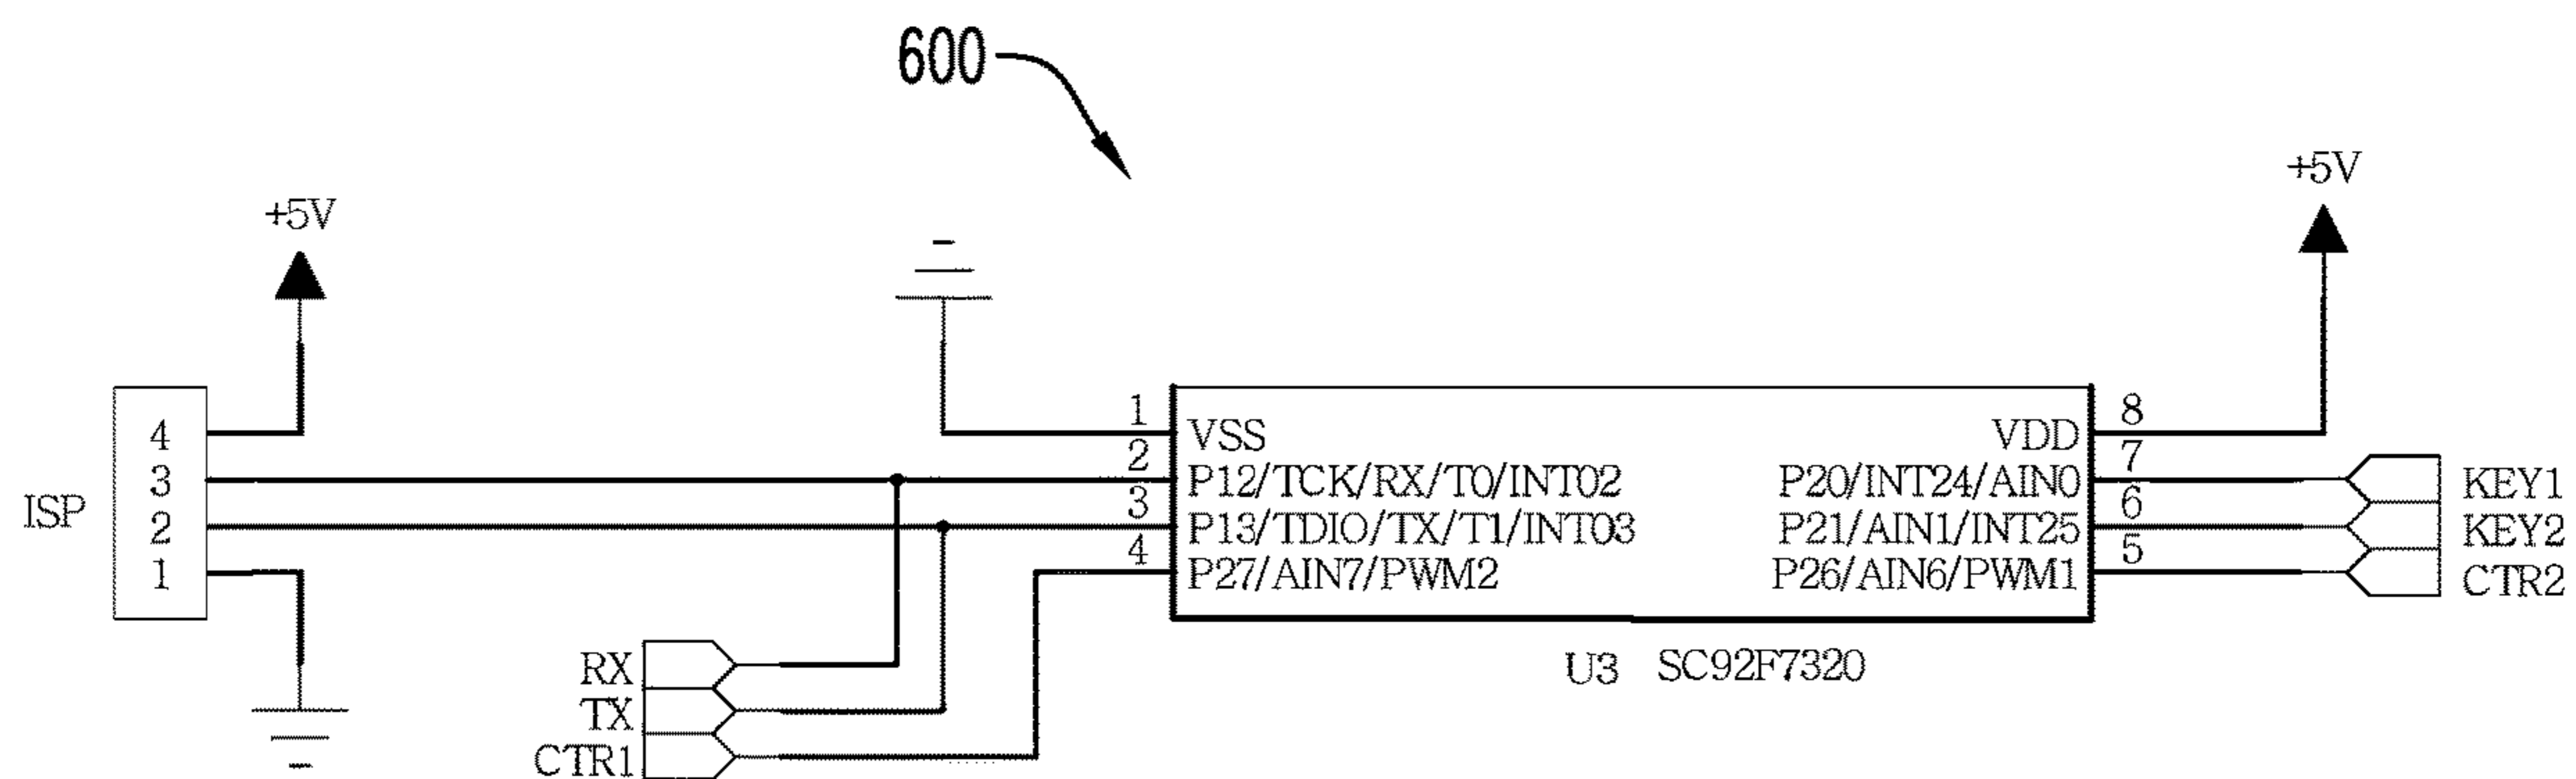 600
+5V
+5V
ISP
4
3
2
1
1
2
3
4
VSS
P12/TCK/RX/T0/INT02
P13/TDIO/TX/T1/INT03
P27/AIN7/PWM2
VDD
P20/INT24/AIN0
P21/AIN1/INT25
P26/AIN6/PWM1
8
7
6
5
KEY1
KEY2
CTR2
RX
TX
CTR1
U3 SC92F7320